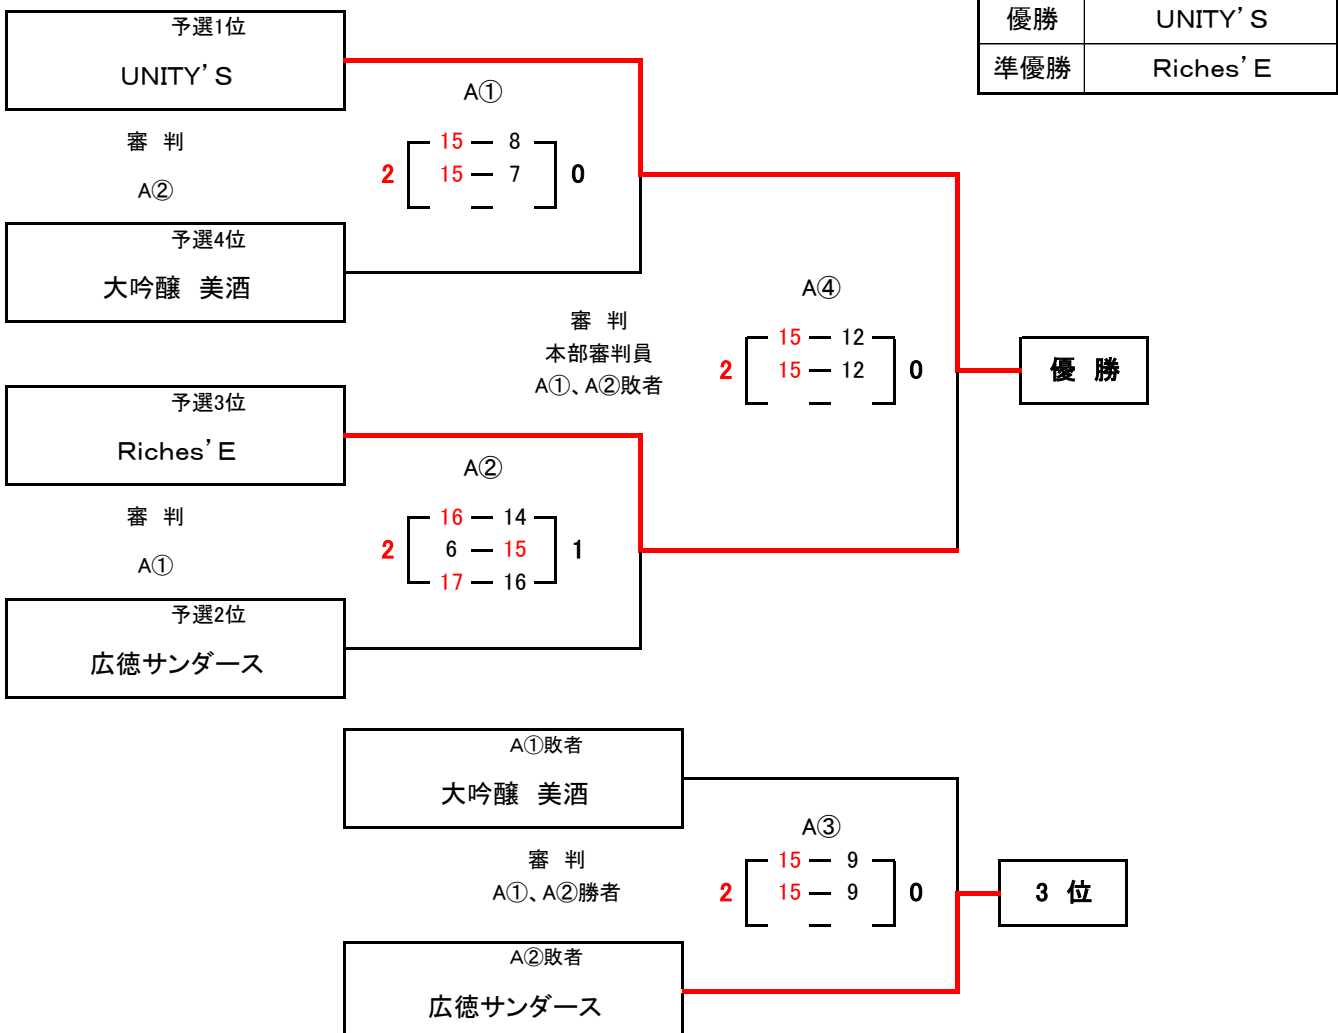 優勝 UNITY’S
準優勝 Riches’E
予選1位
UNITY’S
A①
審 判
A②
2 15 ― 8 0
15 ― 7
―
予選4位
大吟醸 美酒
A④
審 判
本部審判員
A①、A②敗者
2 15 ― 12 0
15 ― 12
―
優 勝
予選3位
Riches’E
A②
審 判
A①
16 ― 14
2 6 ― 15 1
17 ― 16
予選2位
広徳サンダース
A①敗者
大吟醸 美酒
A③
審 判
A①、A②勝者
15 ― 9
2 15 ― 9 0
―
3 位
A②敗者
広徳サンダース